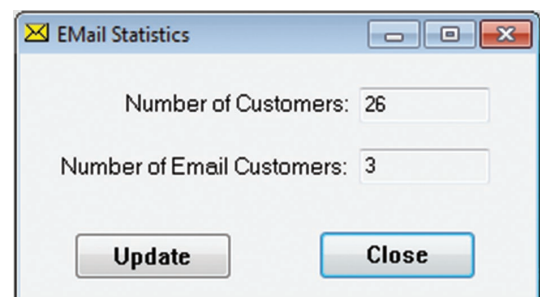 EMail Statistics
Number of Customers: 26
Number of Email Customers: 3
Update Close